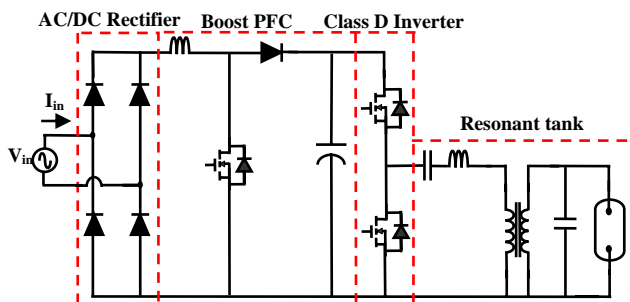 AC/DC Rectifier
Boost PFC
Class D Inverter
Resonant tank
Iin
Vin